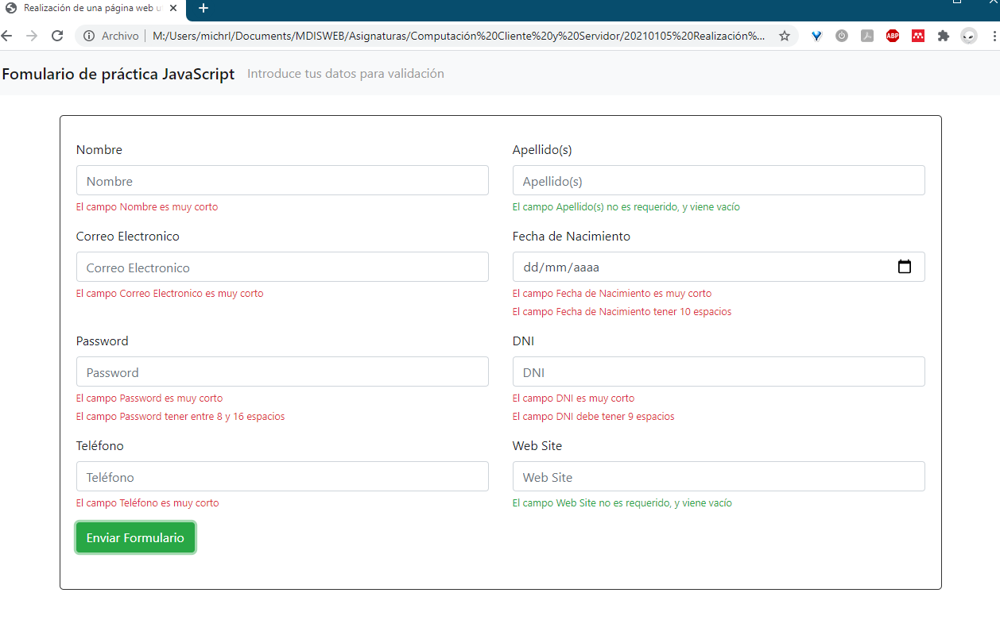 Realización de una página web u
Archivo
M:/Users/michrl/Documents/MDISWEB/Asignaturas/Computación%20Cliente%20y%20Servidor/20210105%20Realización%...
ABP
Fomulario de práctica JavaScript
Introduce tus datos para validación
Nombre
Apellido(s)
Nombre
Apellido(s)
El campo Nombre es muy corto
El campo Apellido(s) no es requerido, y viene vacío
Correo Electronico
Fecha de Nacimiento
Correo Electronico
dd/mm/aaaa
El campo Correo Electronico es muy corto
El campo Fecha de Nacimiento es muy corto
El campo Fecha de Nacimiento tener 10 espacios
Password
DNI
Password
DNI
El campo Password es muy corto
El campo DNI es muy corto
El campo Password tener entre 8 y 16 espacios
El campo DNI debe tener 9 espacios
Teléfono
Web Site
Teléfono
Web Site
El campo Teléfono es muy corto
El campo Web Site no es requerido, y viene vacío
Enviar Formulario